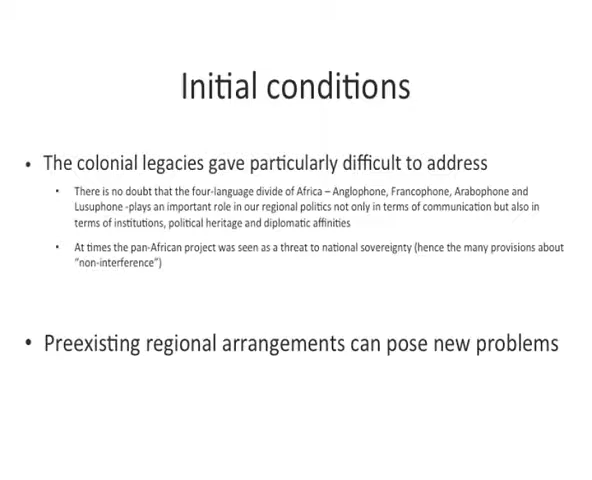 Initial conditions
• The colonial legacies gave particularly difficult to address
• There is no doubt that the four-language divide of Africa – Anglophone, Francophone, Arabophone and
Lusuphone -plays an important role in our regional politics not only in terms of communication but also in
terms of institutions, political heritage and diplomatic affinities
• At times the pan-African project was seen as a threat to national sovereignty (hence the many provisions about
"non-interference")
• Preexisting regional arrangements can pose new problems